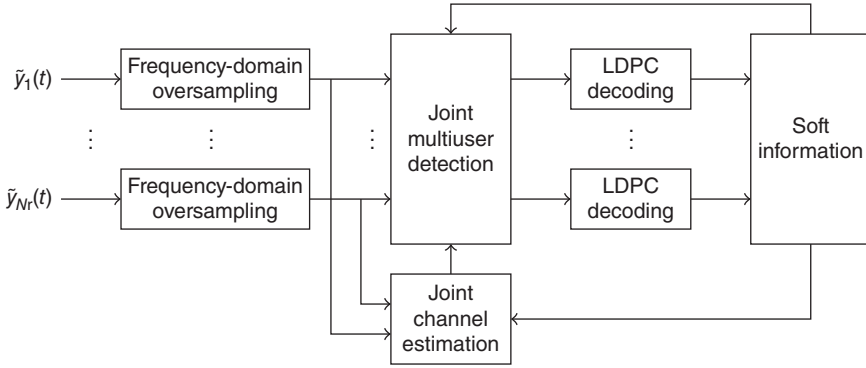 ỹ1(t)
Frequency-domain
oversampling
Joint
multiuser
detection
LDPC
decoding
Soft
information
ỹNr(t)
Frequency-domain
oversampling
LDPC
decoding
Joint
channel
estimation